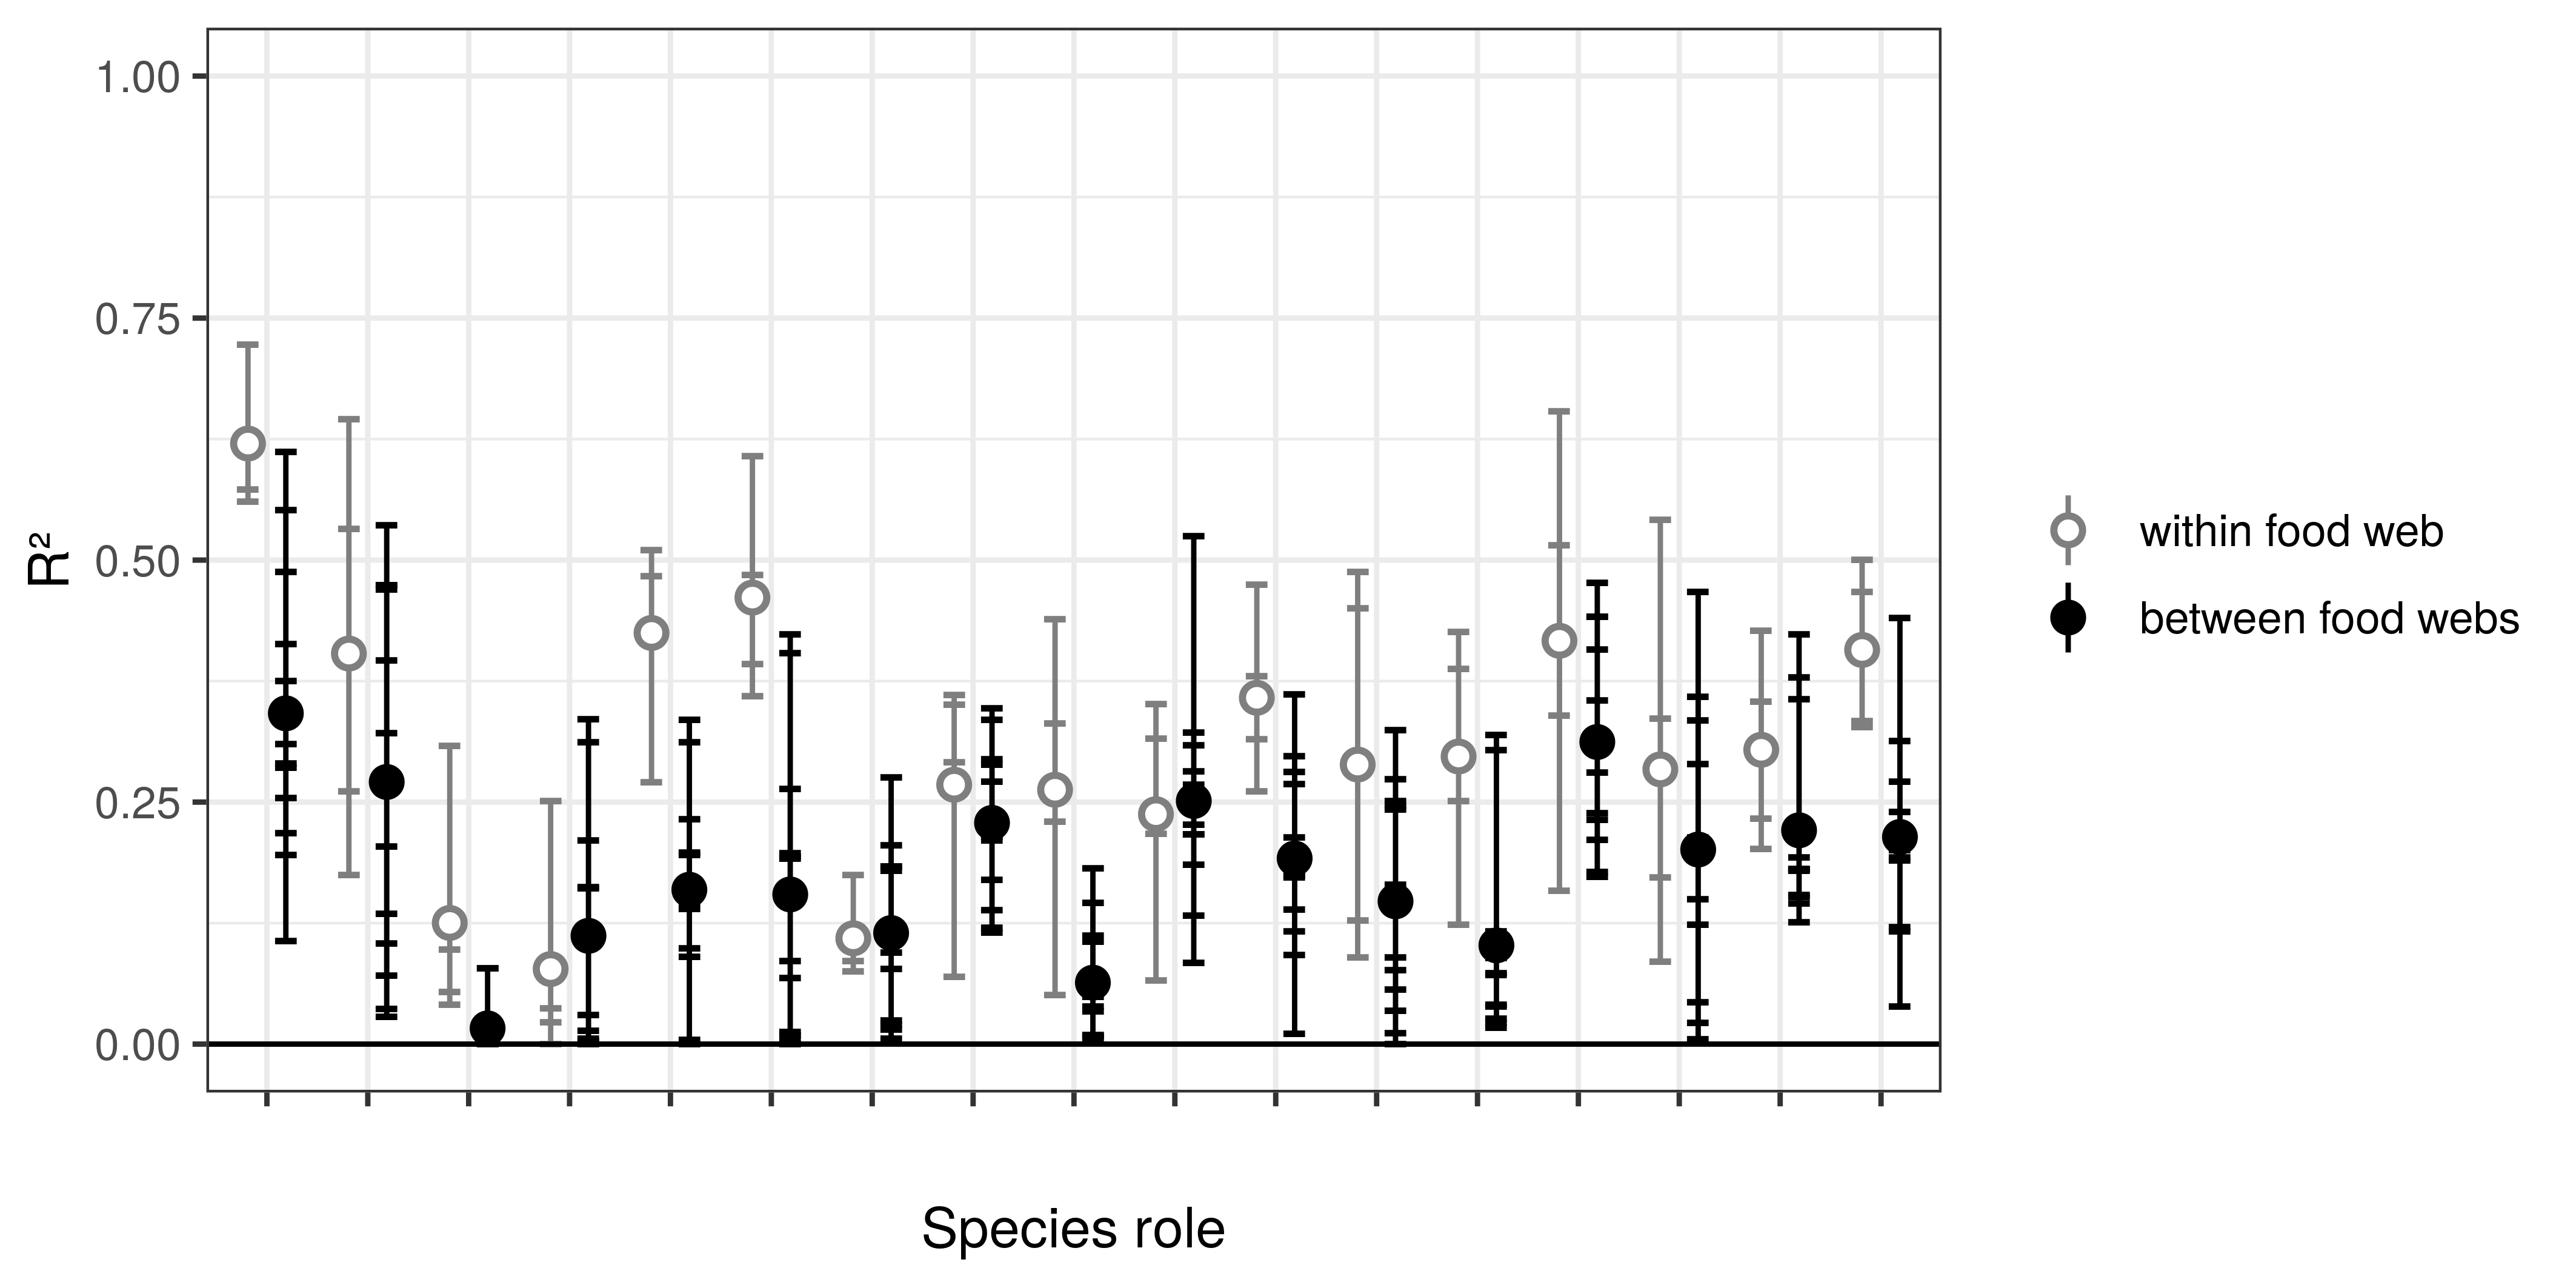 1.00
0.75
0.50
0.25
0.00
R²
Species role
within food web
between food webs